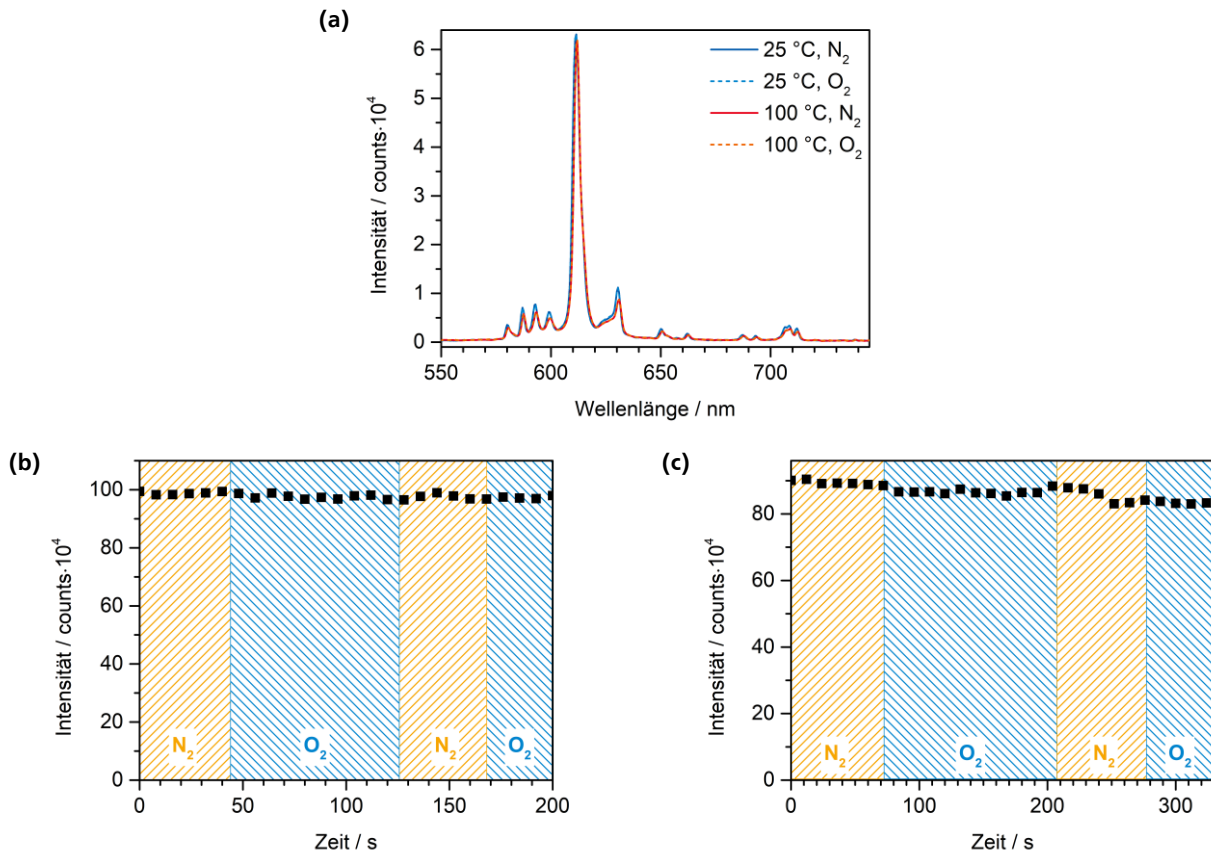 (a)
Intensität / counts·10⁴
6
5
4
3
2
1
0
550
600
650
700
Wellenlänge / nm
25 °C, N₂
25 °C, O₂
100 °C, N₂
100 °C, O₂
(b)
Intensität / counts·10⁴
100
80
60
40
20
0
N₂
O₂
N₂
O₂
0
50
100
150
200
Zeit / s
(c)
Intensität / counts·10⁴
80
60
40
20
0
N₂
O₂
N₂
O₂
0
100
200
300
Zeit / s